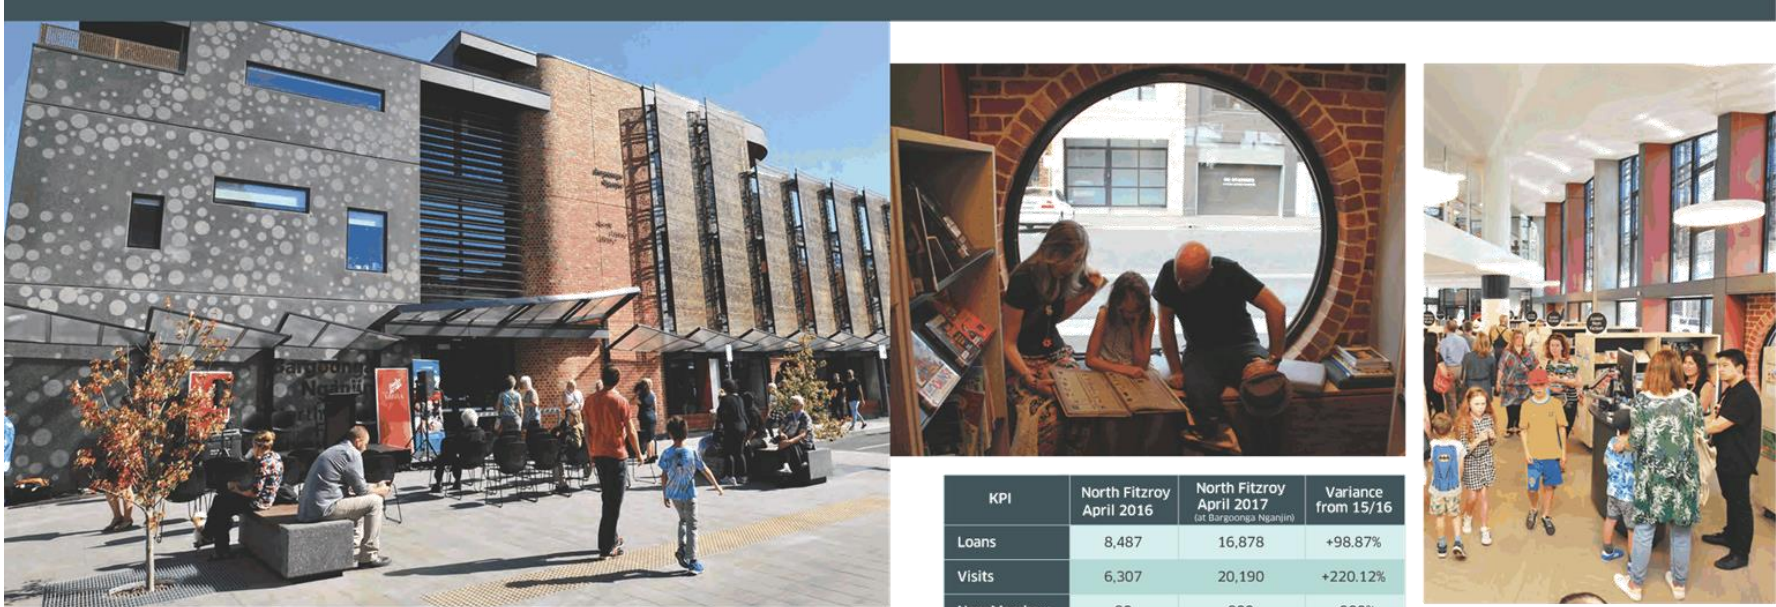 Bargoonga
Nganjin
KPI
North Fitzroy
April 2016
North Fitzroy
April 2017
(at Bargoonga Nganjin)
Variance
from 15/16
Loans
8,487
16,878
+98.87%
Visits
6,307
20,190
+220.12%